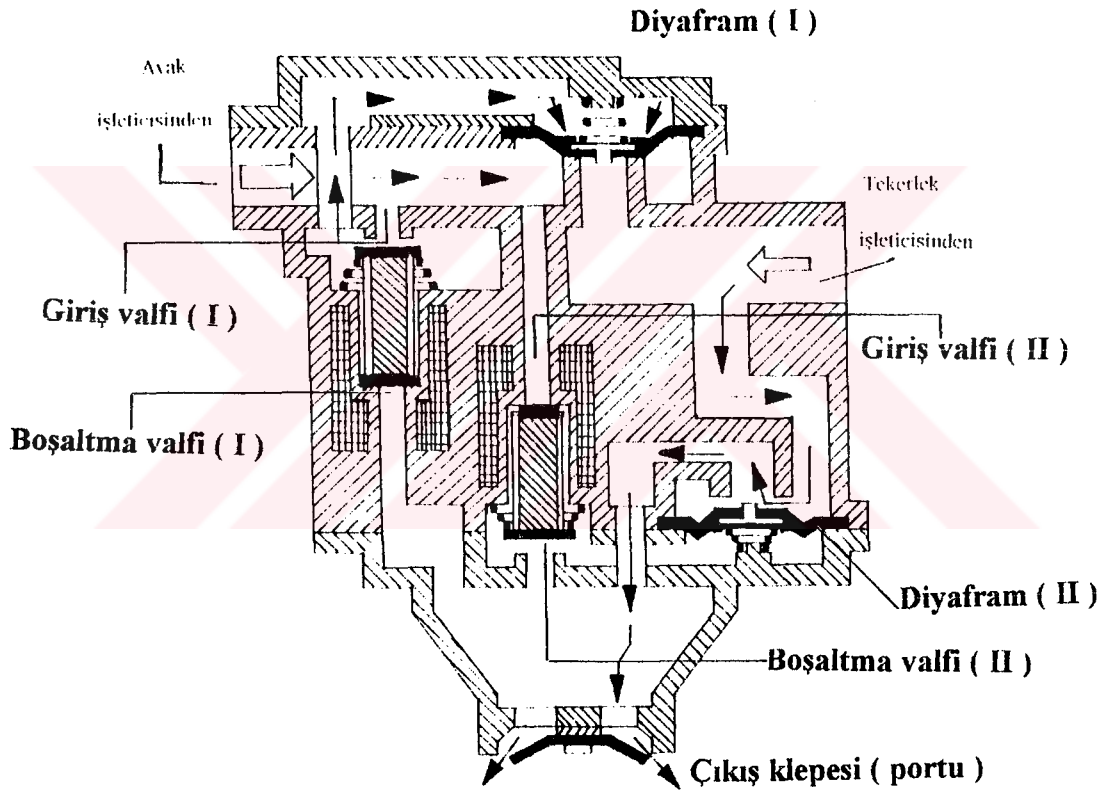 Diyafram ( I )
Ayak
işleticisinden
Tekerlek
işleticisinden
Giriş valfi ( I )
Giriş valfi ( II )
Boşaltma valfi ( I )
Diyafram ( II )
Boşaltma valfi ( II )
Çıkış klepesi ( portu )